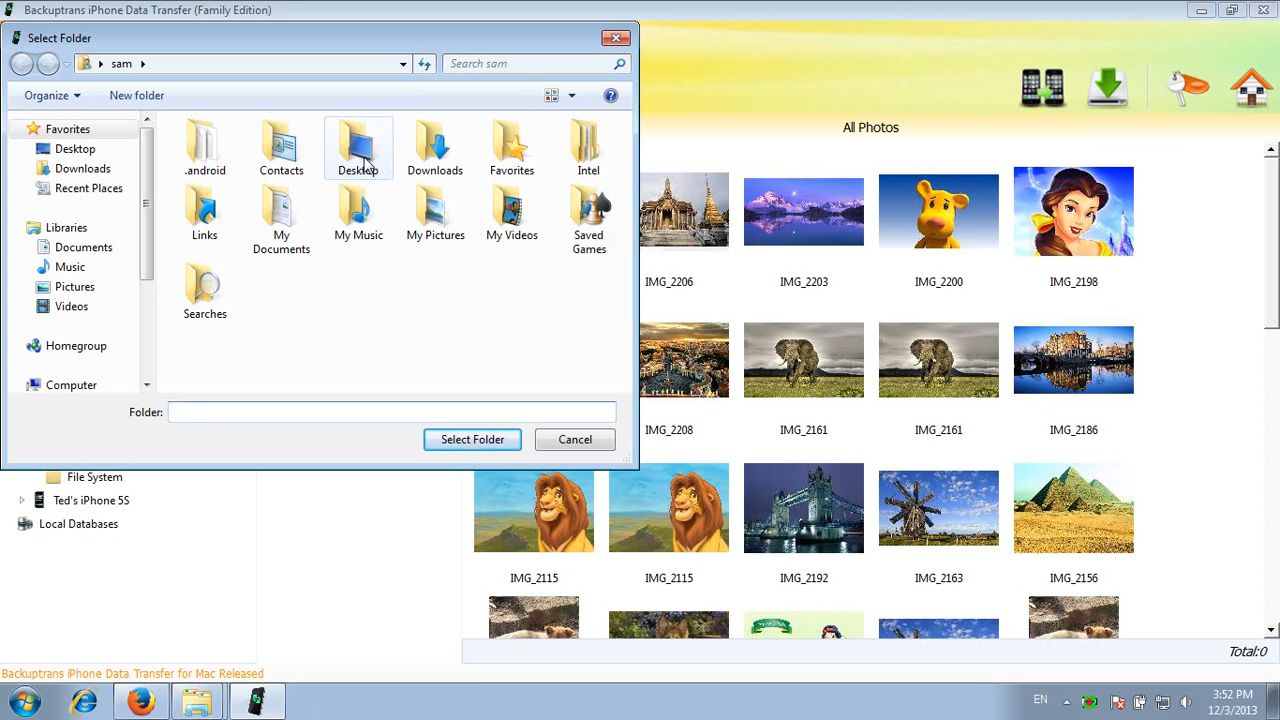 Backuptrans iPhone Data Transfer (Family Edition)
Select Folder
sam
Search sam
Organize
New folder
Favorites
Desktop
Downloads
Recent Places
Libraries
Documents
Music
Pictures
Videos
Homegroup
Computer
.android
Contacts
Desktop
Downloads
Favorites
Intel
Links
My Documents
My Music
My Pictures
My Videos
Saved Games
Searches
Folder:
Select Folder
Cancel
All Photos
IMG_2206
IMG_2203
IMG_2200
IMG_2198
IMG_2208
IMG_2161
IMG_2161
IMG_2186
File System
Ted's iPhone 5S
Local Databases
IMG_2115
IMG_2115
IMG_2192
IMG_2163
IMG_2156
Total:0
Backuptrans iPhone Data Transfer for Mac Released
EN
3:52 PM
12/3/2013